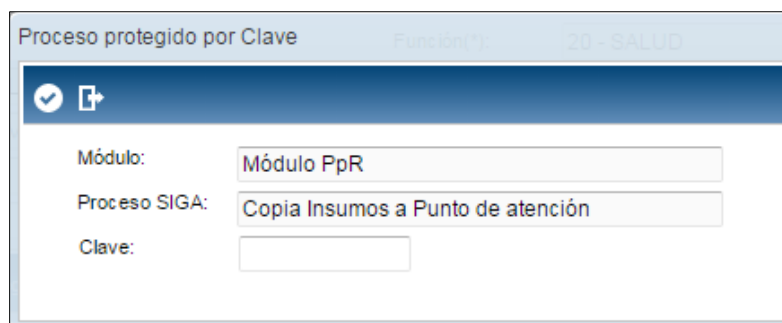 Proceso protegido por Clave Función(*): 20 - SALUD
Módulo: Módulo PpR
Proceso SIGA: Copia Insumos a Punto de atención
Clave: